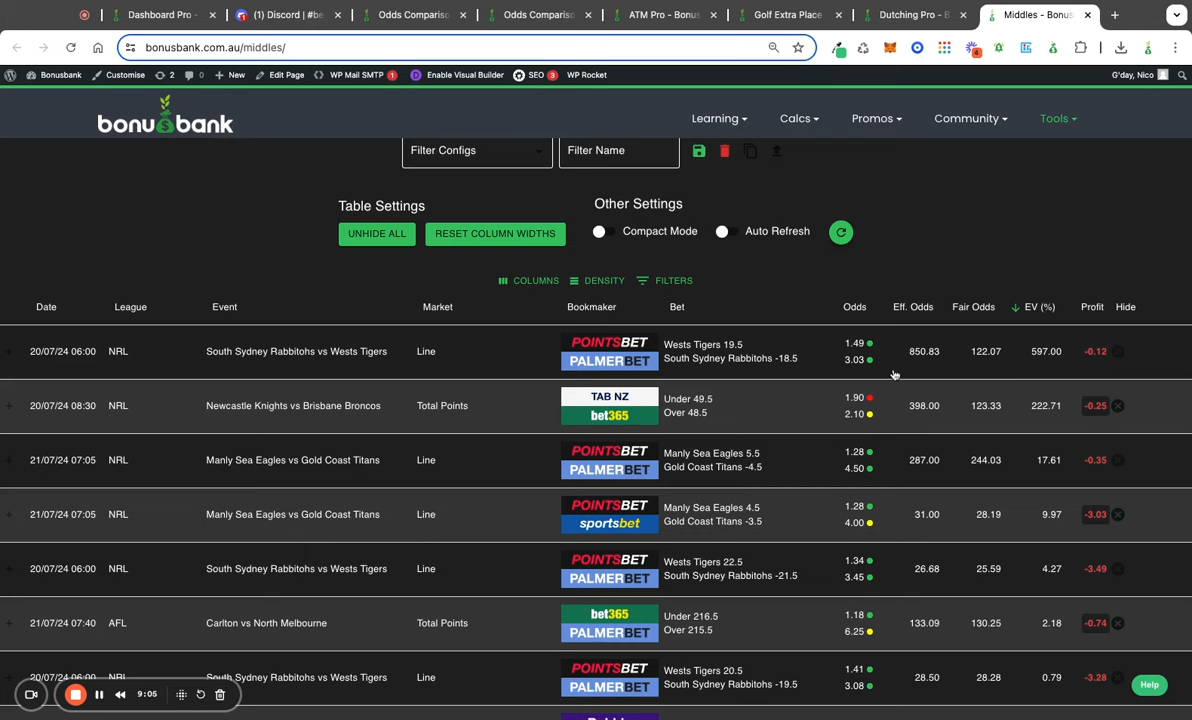 Dashboard Pro -
(1) Discord | #be
Odds Compariso
Odds Compariso
ATM Pro - Bonus
Golf Extra Place
Dutching Pro - B
Middles - Bonus
bonusbank.com.au/middles/
Bonusbank
Customise
2
New
Edit Page
WP Mail SMTP 1
Enable Visual Builder
SEO 3
WP Rocket
G'day, Nico
bonusbank
Learning
Calcs
Promos
Community
Tools
Filter Configs
Filter Name
Table Settings
Other Settings
UNHIDE ALL
RESET COLUMN WIDTHS
Compact Mode
Auto Refresh
COLUMNS
DENSITY
FILTERS
Date League Event Market Bookmaker Bet Odds Eff. Odds Fair Odds EV (%) Profit Hide
20/07/24 06:00 NRL South Sydney Rabbitohs vs Wests Tigers Line POINTSBET Wests Tigers 19.5 1.49 850.83 122.07 597.00 -0.12
PALMERBET South Sydney Rabbitohs -18.5 3.03
20/07/24 08:30 NRL Newcastle Knights vs Brisbane Broncos Total Points TAB NZ Under 49.5 1.90 398.00 123.33 222.71 -0.25
bet365 Over 48.5 2.10
21/07/24 07:05 NRL Manly Sea Eagles vs Gold Coast Titans Line POINTSBET Manly Sea Eagles 5.5 1.28 287.00 244.03 17.61 -0.35
PALMERBET Gold Coast Titans -4.5 4.50
21/07/24 07:05 NRL Manly Sea Eagles vs Gold Coast Titans Line POINTSBET Manly Sea Eagles 4.5 1.28 31.00 28.19 9.97 -3.03
sportsbet Gold Coast Titans -3.5 4.00
20/07/24 06:00 NRL South Sydney Rabbitohs vs Wests Tigers Line POINTSBET Wests Tigers 22.5 1.34 26.68 25.59 4.27 -3.49
PALMERBET South Sydney Rabbitohs -21.5 3.45
21/07/24 07:40 AFL Carlton vs North Melbourne Total Points bet365 Under 216.5 1.18 133.09 130.25 2.18 -0.74
PALMERBET Over 215.5 6.25
20/07/24 06:00 NRL South Sydney Rabbitohs vs Wests Tigers Line POINTSBET Wests Tigers 20.5 1.41 28.50 28.28 0.79 -3.28
PALMERBET South Sydney Rabbitohs -19.5 3.08
9:05
Help